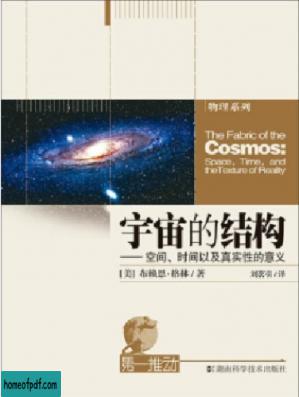 物理系列
The Fabric of the
Cosmos:
Space, Time, and
theTexture of Reality
宇宙的结构
——空间、时间以及真实性的意义
[美] 布赖恩·格林/著
刘茗引/译
第一推动
湖南科学技术出版社
homeofpdf.com
homeofpdf.com